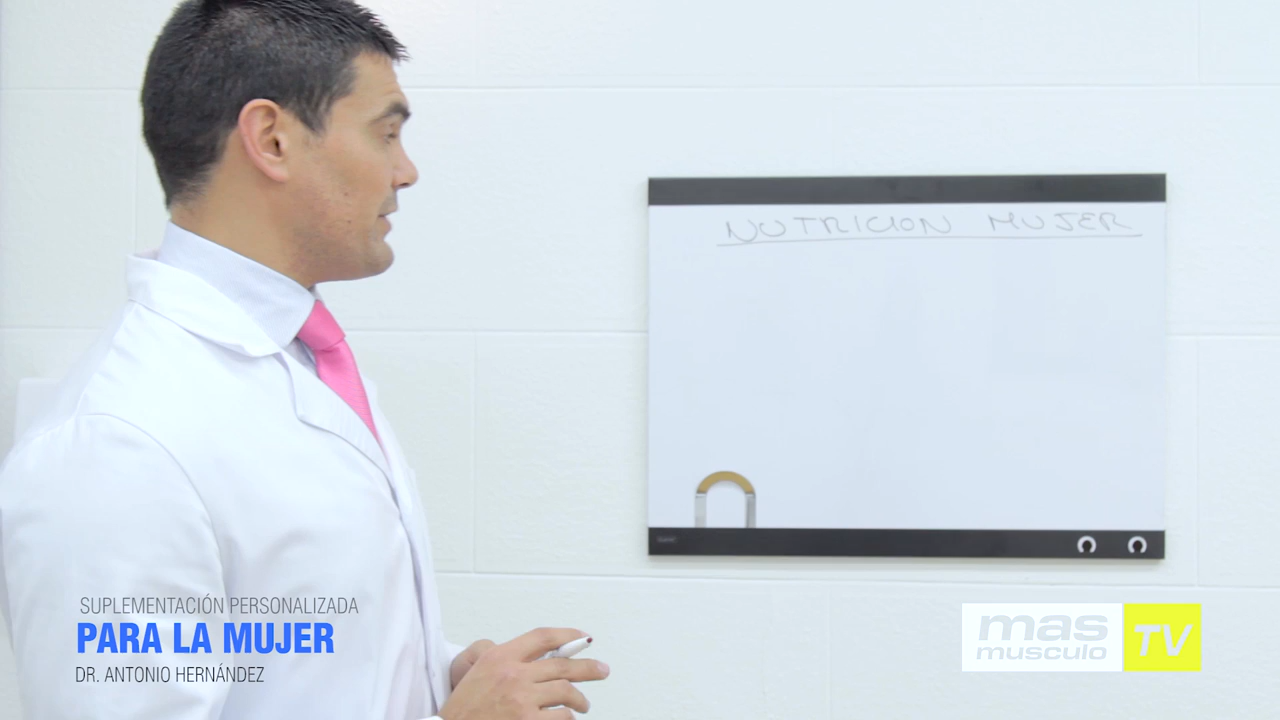 NUTRICION MUJER
SUPLEMENTACIÓN PERSONALIZADA
PARA LA MUJER
DR. ANTONIO HERNÁNDEZ
mas
musculo
TV